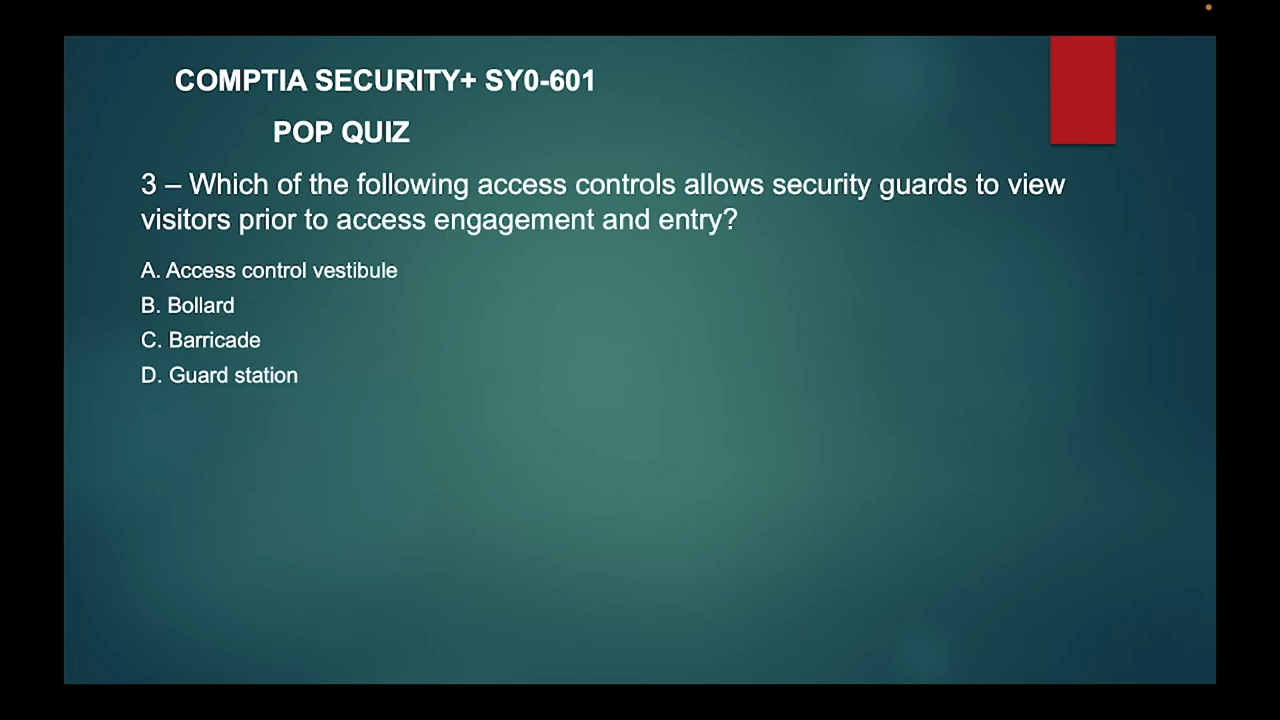 COMPTIA SECURITY+ SY0-601
POP QUIZ
3 – Which of the following access controls allows security guards to view
visitors prior to access engagement and entry?
A. Access control vestibule
B. Bollard
C. Barricade
D. Guard station